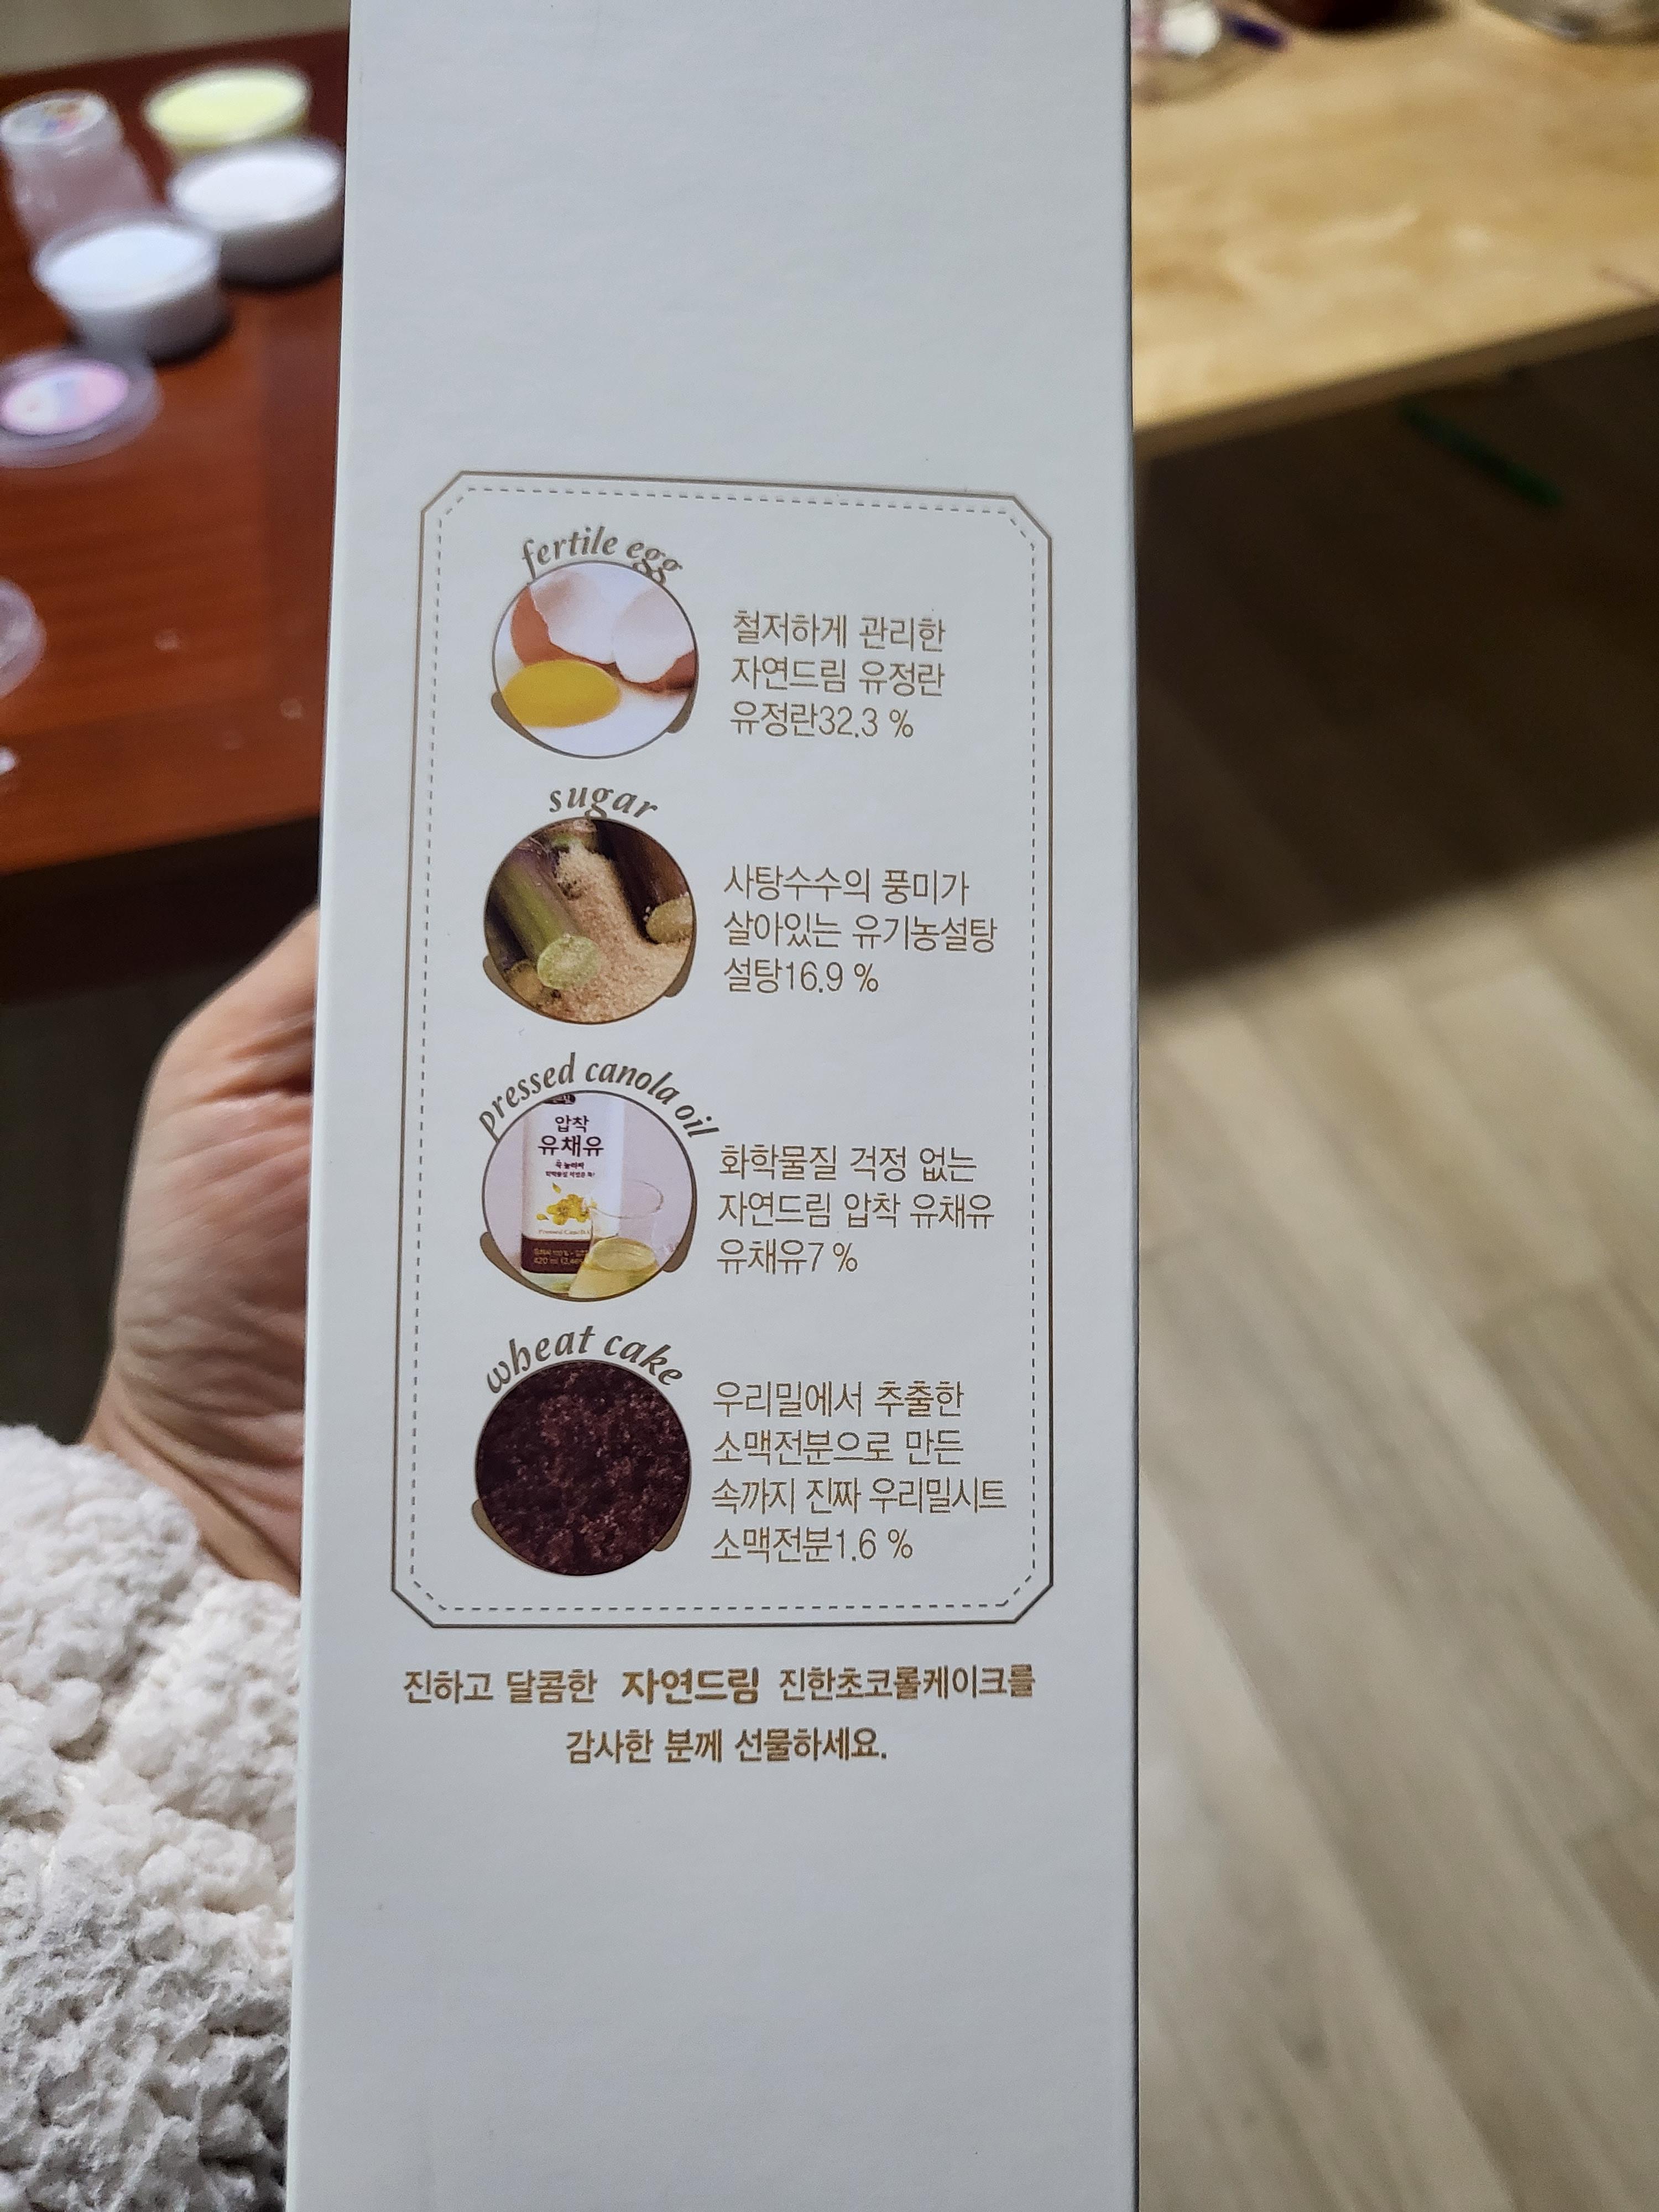 fertile egg
철저하게 관리한
자연드림 유정란
유정란32.3 %
sugar
사탕수수의 풍미가
살아있는 유기농설탕
설탕16.9 %
pressed canola oil
압착
유채유
화학물질 걱정 없는
자연드림 압착 유채유
유채유7 %
wheat cake
우리밀에서 추출한
소맥전분으로 만든
속까지 진짜 우리밀시트
소맥전분1.6 %
진하고 달콤한 자연드림 진한초코롤케이크를
감사한 분께 선물하세요.